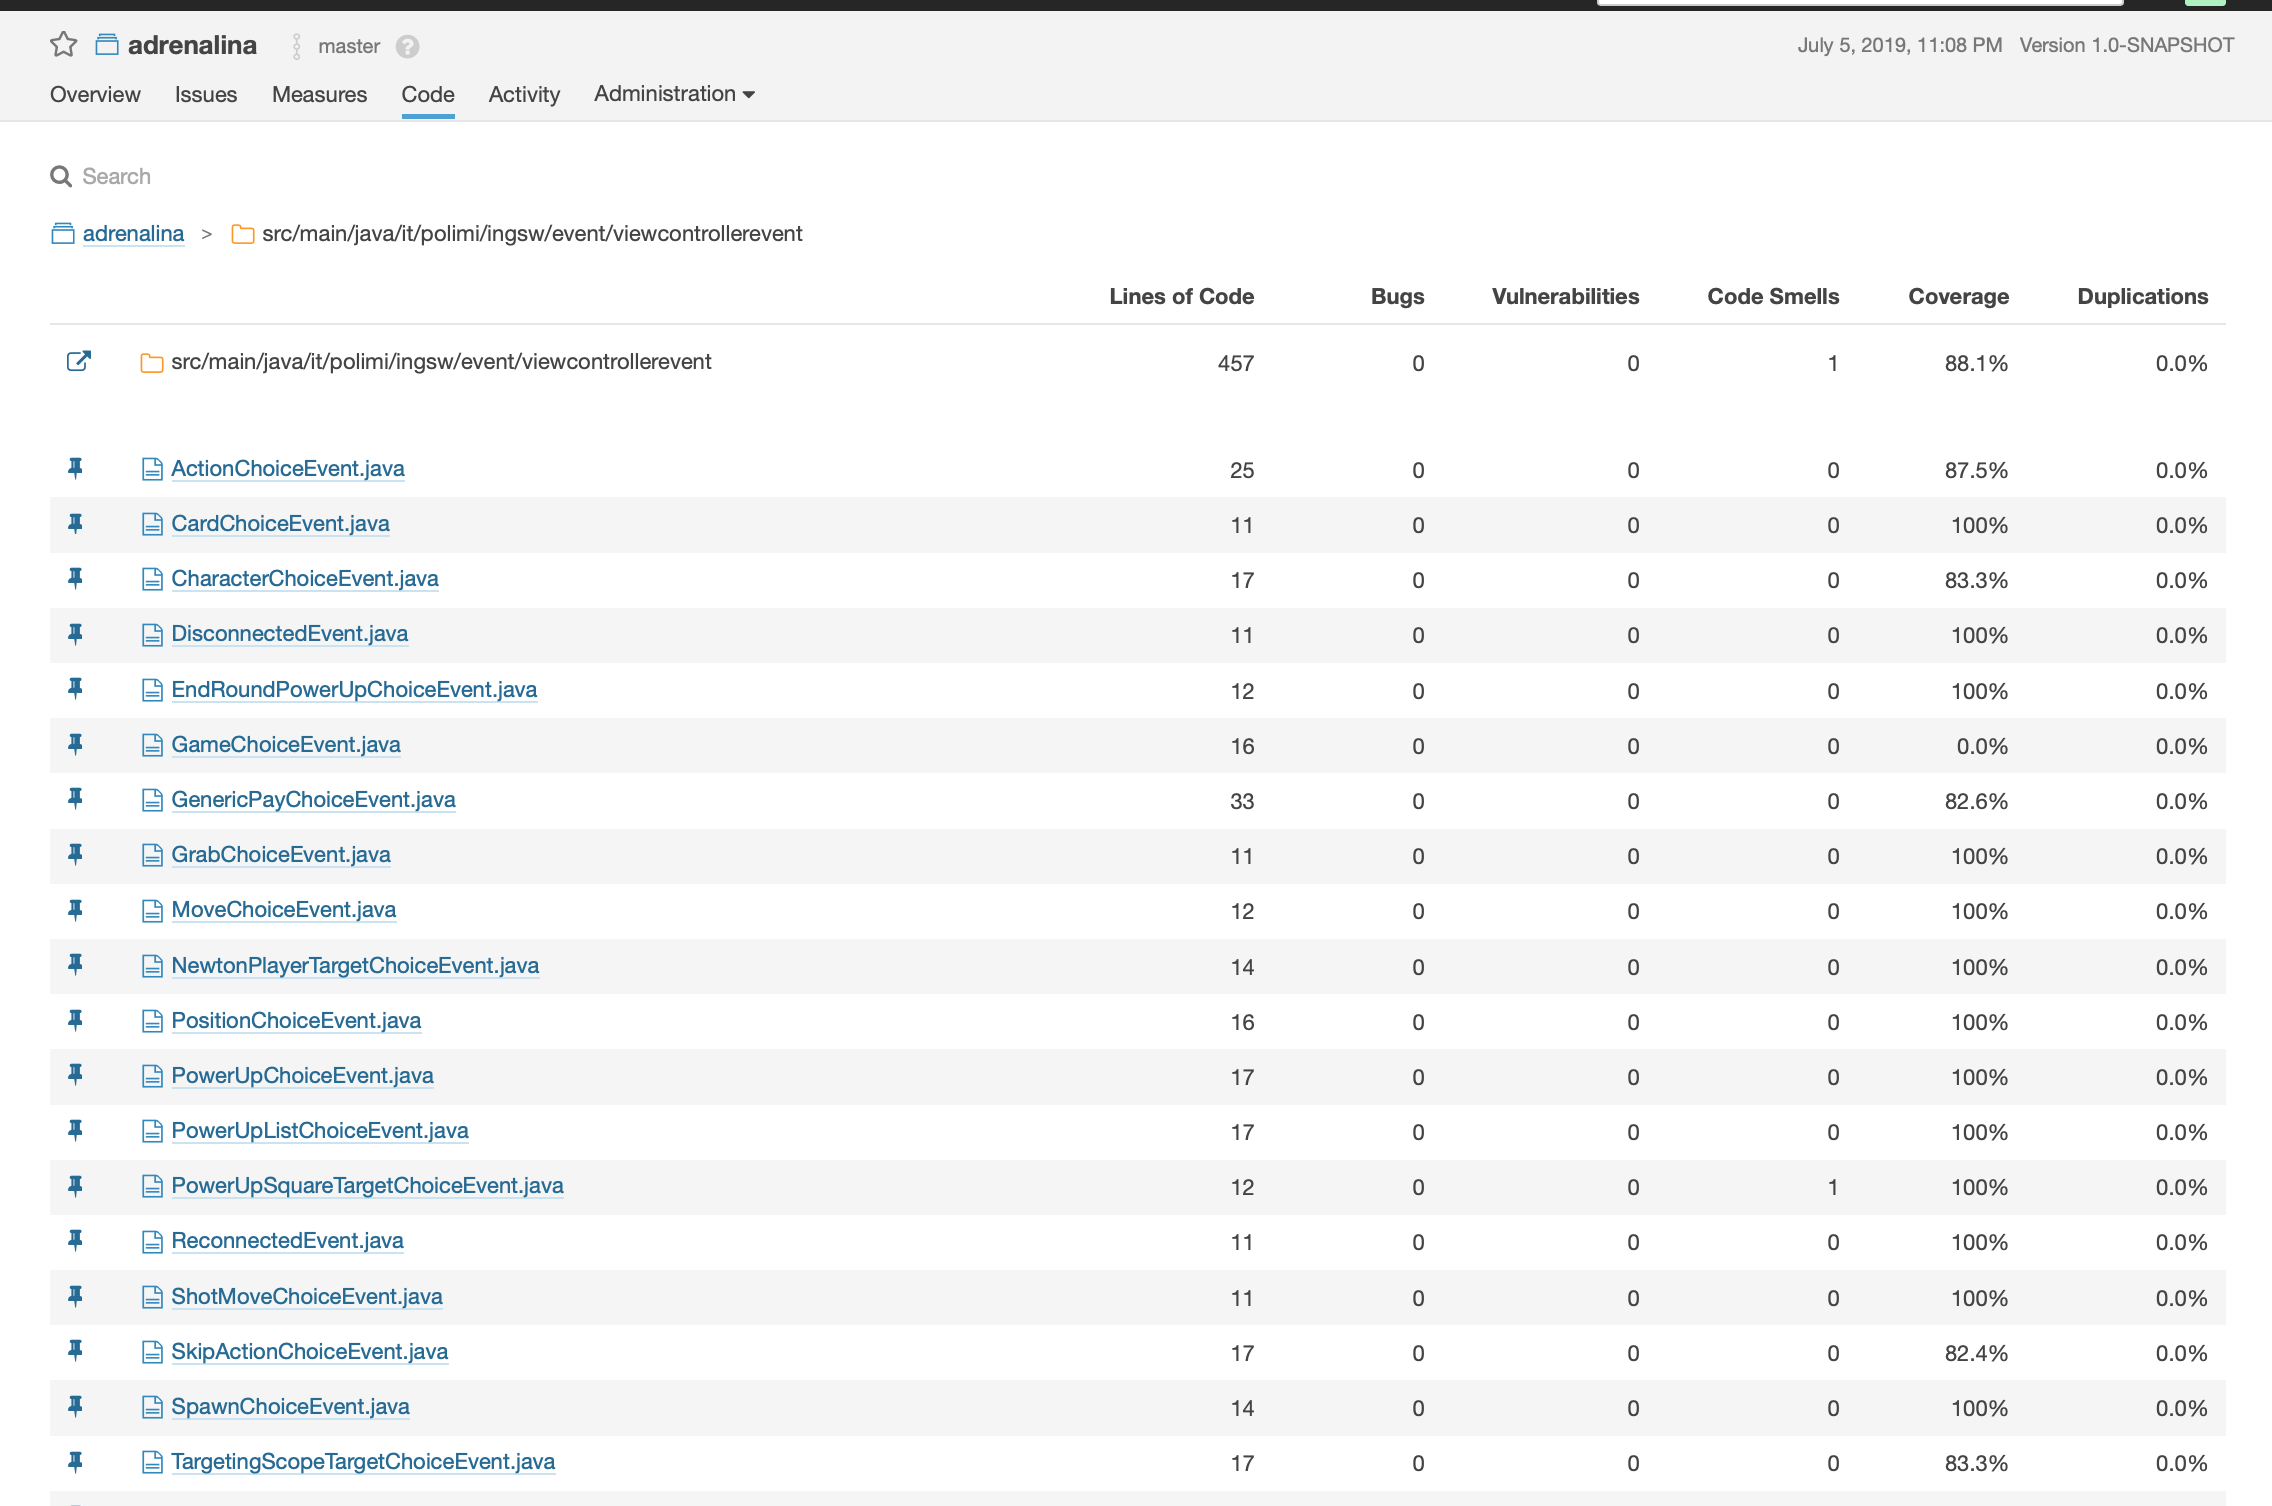 adrenalina master ? July 5, 2019, 11:08 PM Version 1.0-SNAPSHOT
Overview Issues Measures Code Activity Administration
Search
adrenalina > src/main/java/it/polimi/ingsw/event/viewcontrollerevent
Lines of Code Bugs Vulnerabilities Code Smells Coverage Duplications
src/main/java/it/polimi/ingsw/event/viewcontrollerevent 457 0 0 1 88.1% 0.0%
ActionChoiceEvent.java 25 0 0 0 87.5% 0.0%
CardChoiceEvent.java 11 0 0 0 100% 0.0%
CharacterChoiceEvent.java 17 0 0 0 83.3% 0.0%
DisconnectedEvent.java 11 0 0 0 100% 0.0%
EndRoundPowerUpChoiceEvent.java 12 0 0 0 100% 0.0%
GameChoiceEvent.java 16 0 0 0 0.0% 0.0%
GenericPayChoiceEvent.java 33 0 0 0 82.6% 0.0%
GrabChoiceEvent.java 11 0 0 0 100% 0.0%
MoveChoiceEvent.java 12 0 0 0 100% 0.0%
NewtonPlayerTargetChoiceEvent.java 14 0 0 0 100% 0.0%
PositionChoiceEvent.java 16 0 0 0 100% 0.0%
PowerUpChoiceEvent.java 17 0 0 0 100% 0.0%
PowerUpListChoiceEvent.java 17 0 0 0 100% 0.0%
PowerUpSquareTargetChoiceEvent.java 12 0 0 1 100% 0.0%
ReconnectedEvent.java 11 0 0 0 100% 0.0%
ShotMoveChoiceEvent.java 11 0 0 0 100% 0.0%
SkipActionChoiceEvent.java 17 0 0 0 82.4% 0.0%
SpawnChoiceEvent.java 14 0 0 0 100% 0.0%
TargetingScopeTargetChoiceEvent.java 17 0 0 0 83.3% 0.0%